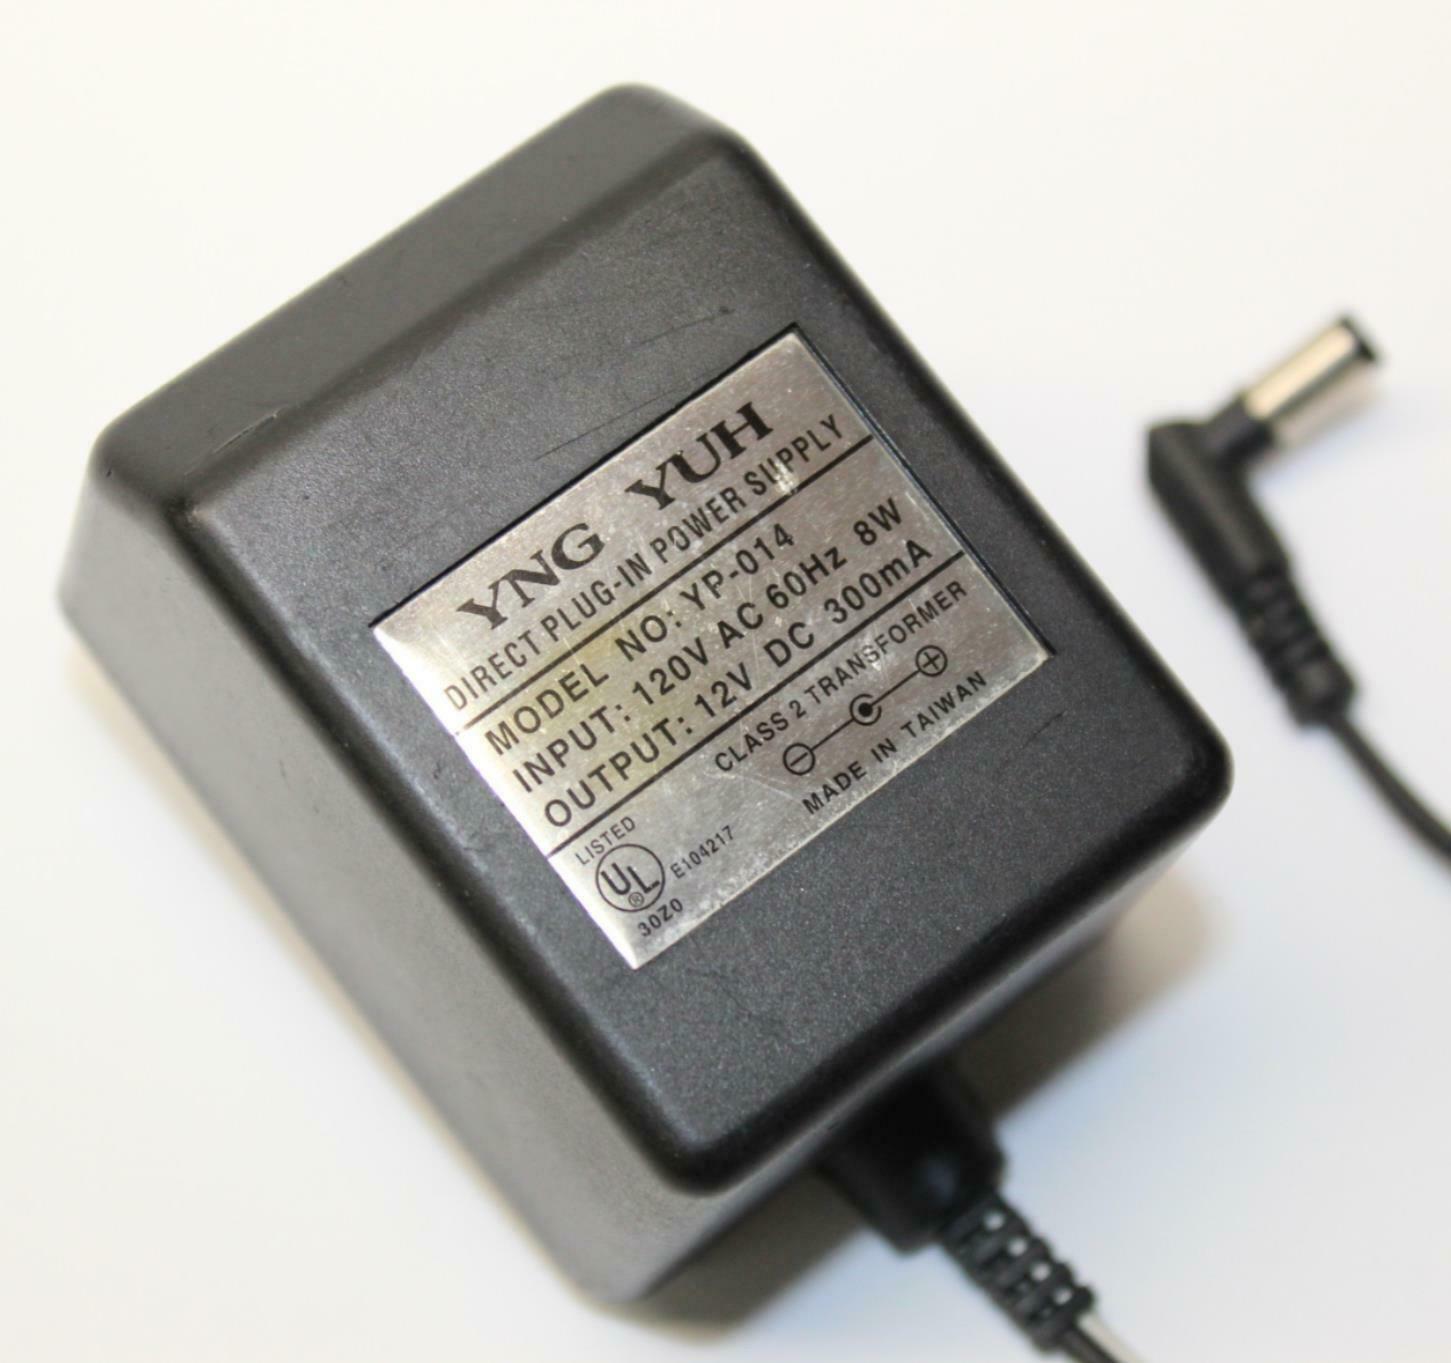 YNG YUH
DIRECT PLUG-IN POWER SUPPLY
MODEL NO: YP-014
INPUT: 120V AC 60Hz 8W
OUTPUT: 12V DC 300mA
CLASS 2 TRANSFORMER
MADE IN TAIWAN
LISTED
UL®
E104217
30Z0